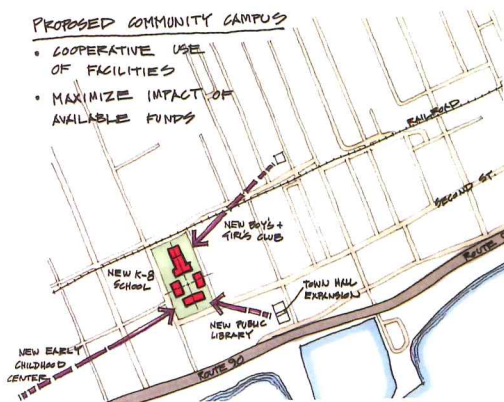 PROPOSED COMMUNITY CAMPUS
• COOPERATIVE USE
OF FACILITIES
• MAXIMIZE IMPACT OF
AVAILABLE FUNDS
RAILROAD
SECOND ST.
NEW BOY'S +
GIRL'S CLUB
ROUTE
NEW K-8
SCHOOL
TOWN HALL
EXPANSION
NEW PUBLIC
LIBRARY
NEW EARLY
CHILDHOOD
CENTER
ROUTE 90